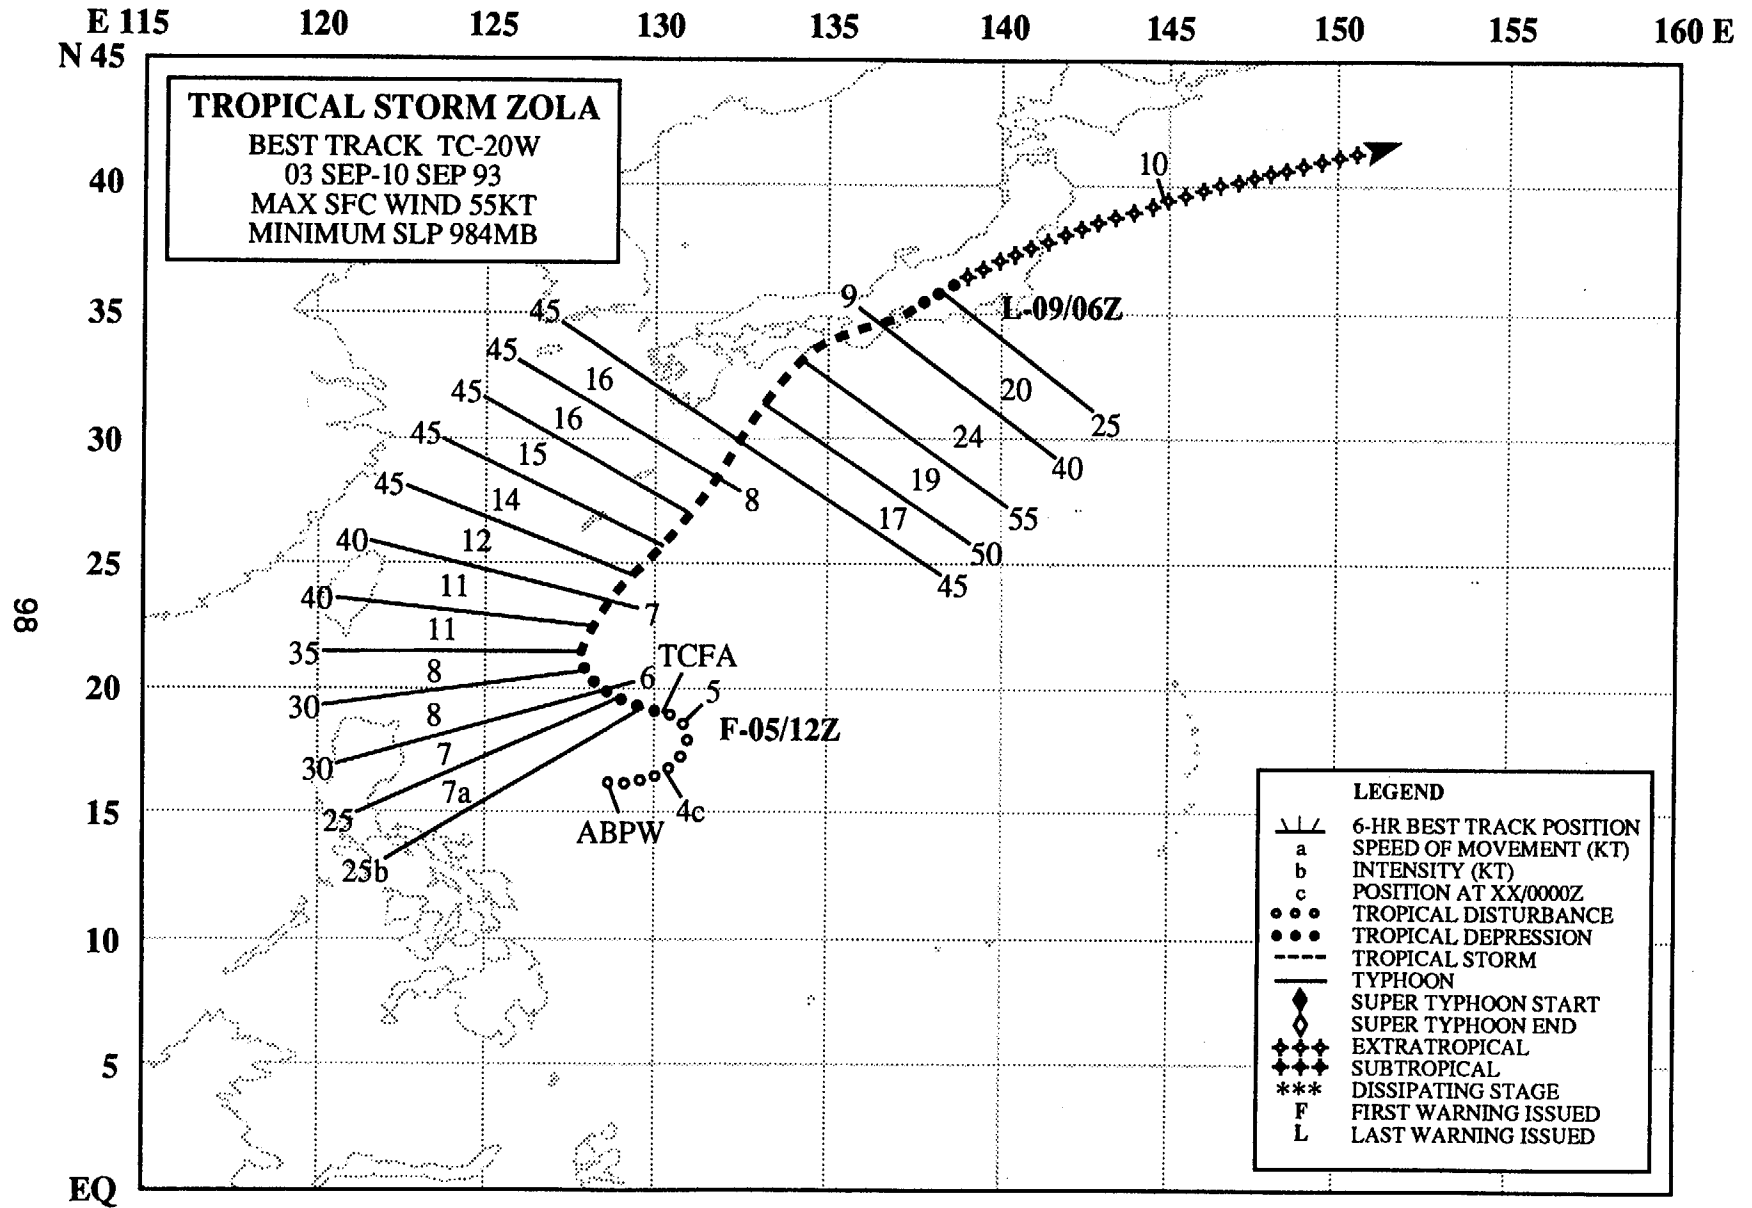 E 115 120 125 130 135 140 145 150 155 160 E
N 45
TROPICAL STORM ZOLA
BEST TRACK TC-20W
03 SEP-10 SEP 93
MAX SFC WIND 55KT
MINIMUM SLP 984MB
10
40
9
L-09/06Z
35
45
45
16
20
45
16
25
45
24
30
15
40
45
19
8
14
17
55
40
12
50
25
11
45
40
7
11
35
TCFA
8
6
20
5
30
8
F-05/12Z
7
30
7a
4c
15
25
ABPW
25b
10
5
EQ
98
LEGEND
6-HR BEST TRACK POSITION
a SPEED OF MOVEMENT (KT)
b INTENSITY (KT)
c POSITION AT XX/0000Z
TROPICAL DISTURBANCE
TROPICAL DEPRESSION
TROPICAL STORM
TYPHOON
SUPER TYPHOON START
SUPER TYPHOON END
EXTRATROPICAL
SUBTROPICAL
*** DISSIPATING STAGE
F FIRST WARNING ISSUED
L LAST WARNING ISSUED